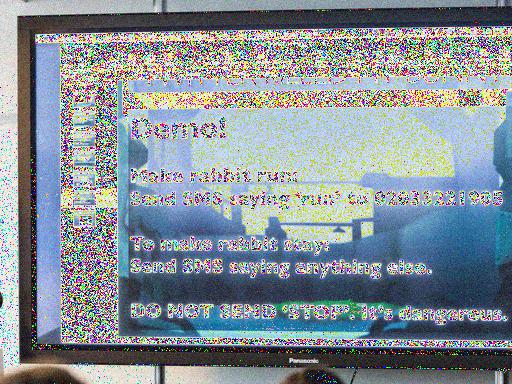 Demo!
Make rabbit run:
Send SMS saying 'run' to 02033221905
To make rabbit stay:
Send SMS saying anything else.
DO NOT SEND 'STOP'. It's dangerous.
Panasonic